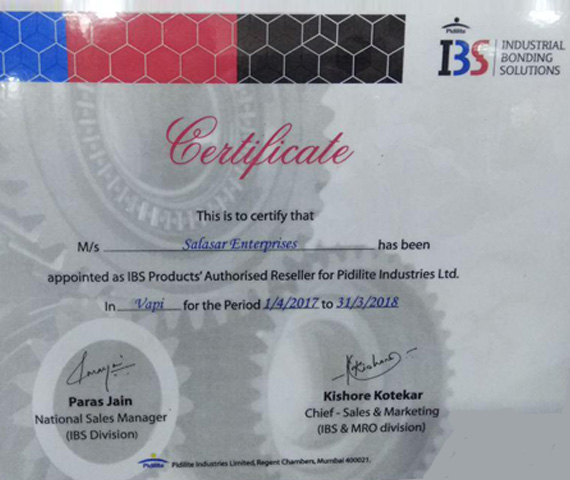 Pidilite
IBS INDUSTRIAL
BONDING
SOLUTIONS
Certificate
This is to certify that
M/s Salasar Enterprises has been
appointed as IBS Products' Authorised Reseller for Pidilite Industries Ltd.
In Vapi for the Period 1/4/2017 to 31/3/2018
Paras Jain
National Sales Manager
(IBS Division)
Kishore Kotekar
Chief - Sales & Marketing
(IBS & MRO division)
Pidilite Pidilite Industries Limited, Regent Chambers, Mumbai 400021.